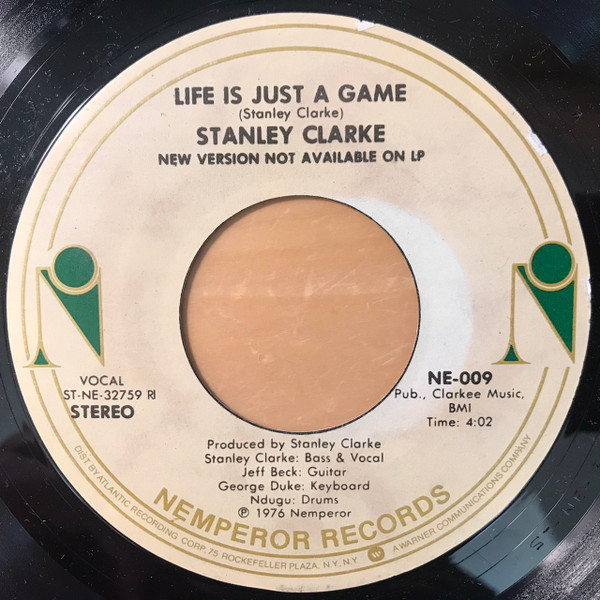 LIFE IS JUST A GAME
(Stanley Clarke)
STANLEY CLARKE
NEW VERSION NOT AVAILABLE ON LP
VOCAL
ST-NE-32759 RI
STEREO
NE-009
Pub., Clarkee Music,
BMI
Time: 4:02
Produced by Stanley Clarke
Stanley Clarke: Bass & Vocal
Jeff Beck: Guitar
George Duke: Keyboard
Ndugu: Drums
℗ 1976 Nemperor
NEMPEROR RECORDS
DIST. BY ATLANTIC RECORDING CORP. 75 ROCKEFELLER PLAZA, N.Y., N.Y. A WARNER COMMUNICATIONS COMPANY